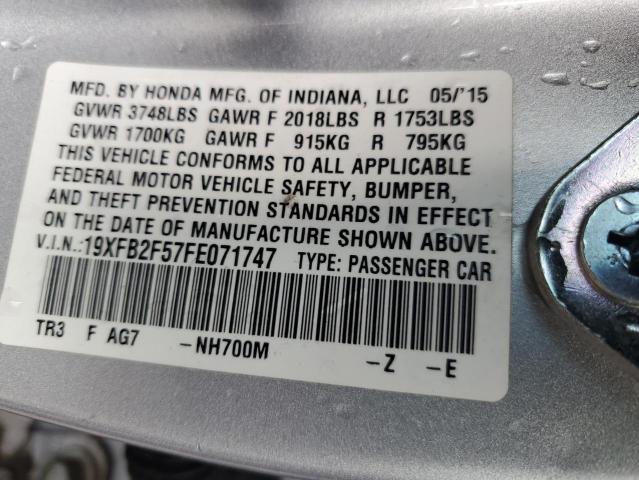 MFD. BY HONDA MFG. OF INDIANA, LLC 05/'15
GVWR 3748LBS GAWR F 2018LBS R 1753LBS
GVWR 1700KG GAWR F 915KG R 795KG
THIS VEHICLE CONFORMS TO ALL APPLICABLE
FEDERAL MOTOR VEHICLE SAFETY, BUMPER,
AND THEFT PREVENTION STANDARDS IN EFFECT
ON THE DATE OF MANUFACTURE SHOWN ABOVE.
V.I.N.:19XFB2F57FE071747 TYPE: PASSENGER CAR
TR3 F AG7 -NH700M -Z -E